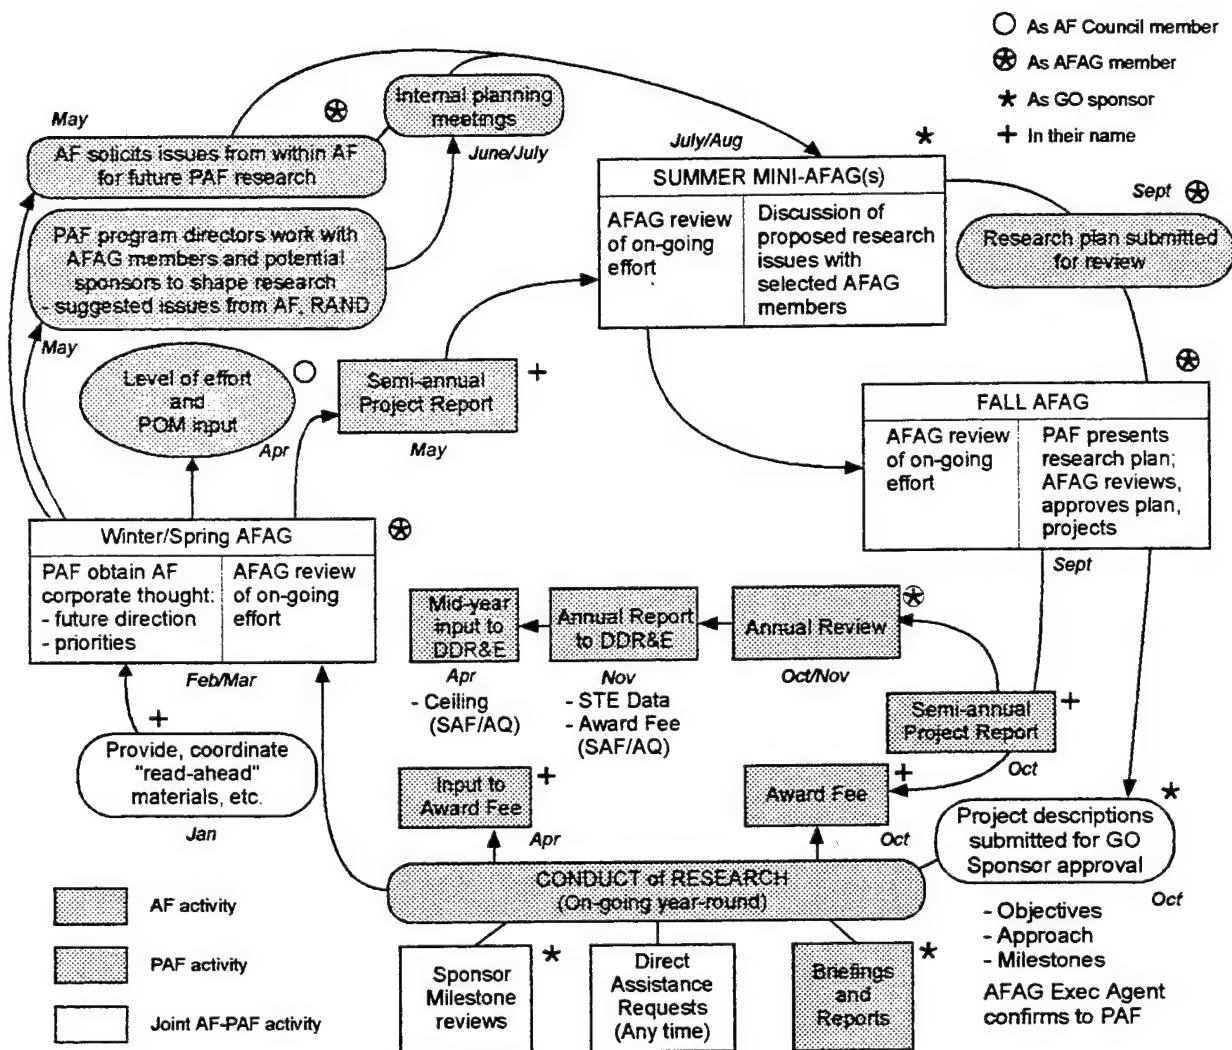 As AF Council member
As AFAG member
As GO sponsor
In their name
May
AF solicits issues from within AF
for future PAF research
Internal planning
meetings
June/July
PAF program directors work with
AFAG members and potential
sponsors to shape research
- suggested issues from AF, RAND
May
Level of effort
and
POM input
Apr
Semi-annual
Project Report
May
July/Aug
SUMMER MINI-AFAG(s)
AFAG review
of on-going
effort
Discussion of
proposed research
issues with
selected AFAG
members
Sept
Research plan submitted
for review
FALL AFAG
AFAG review
of on-going
effort
PAF presents
research plan;
AFAG reviews,
approves plan,
projects
Sept
Winter/Spring AFAG
PAF obtain AF
corporate thought:
- future direction
- priorities
AFAG review
of on-going
effort
Feb/Mar
Provide, coordinate
"read-ahead"
materials, etc.
Jan
Mid-year
input to
DDR&E
Apr
- Ceiling
(SAF/AQ)
Annual Report
to DDR&E
Nov
- STE Data
- Award Fee
(SAF/AQ)
Annual Review
Oct/Nov
Semi-annual
Project Report
Oct
Input to
Award Fee
Apr
Award Fee
Oct
Project descriptions
submitted for GO
Sponsor approval
Oct
- Objectives
- Approach
- Milestones
AFAG Exec Agent
confirms to PAF
CONDUCT of RESEARCH
(On-going year-round)
Sponsor
Milestone
reviews
Direct
Assistance
Requests
(Any time)
Briefings
and
Reports
AF activity
PAF activity
Joint AF-PAF activity